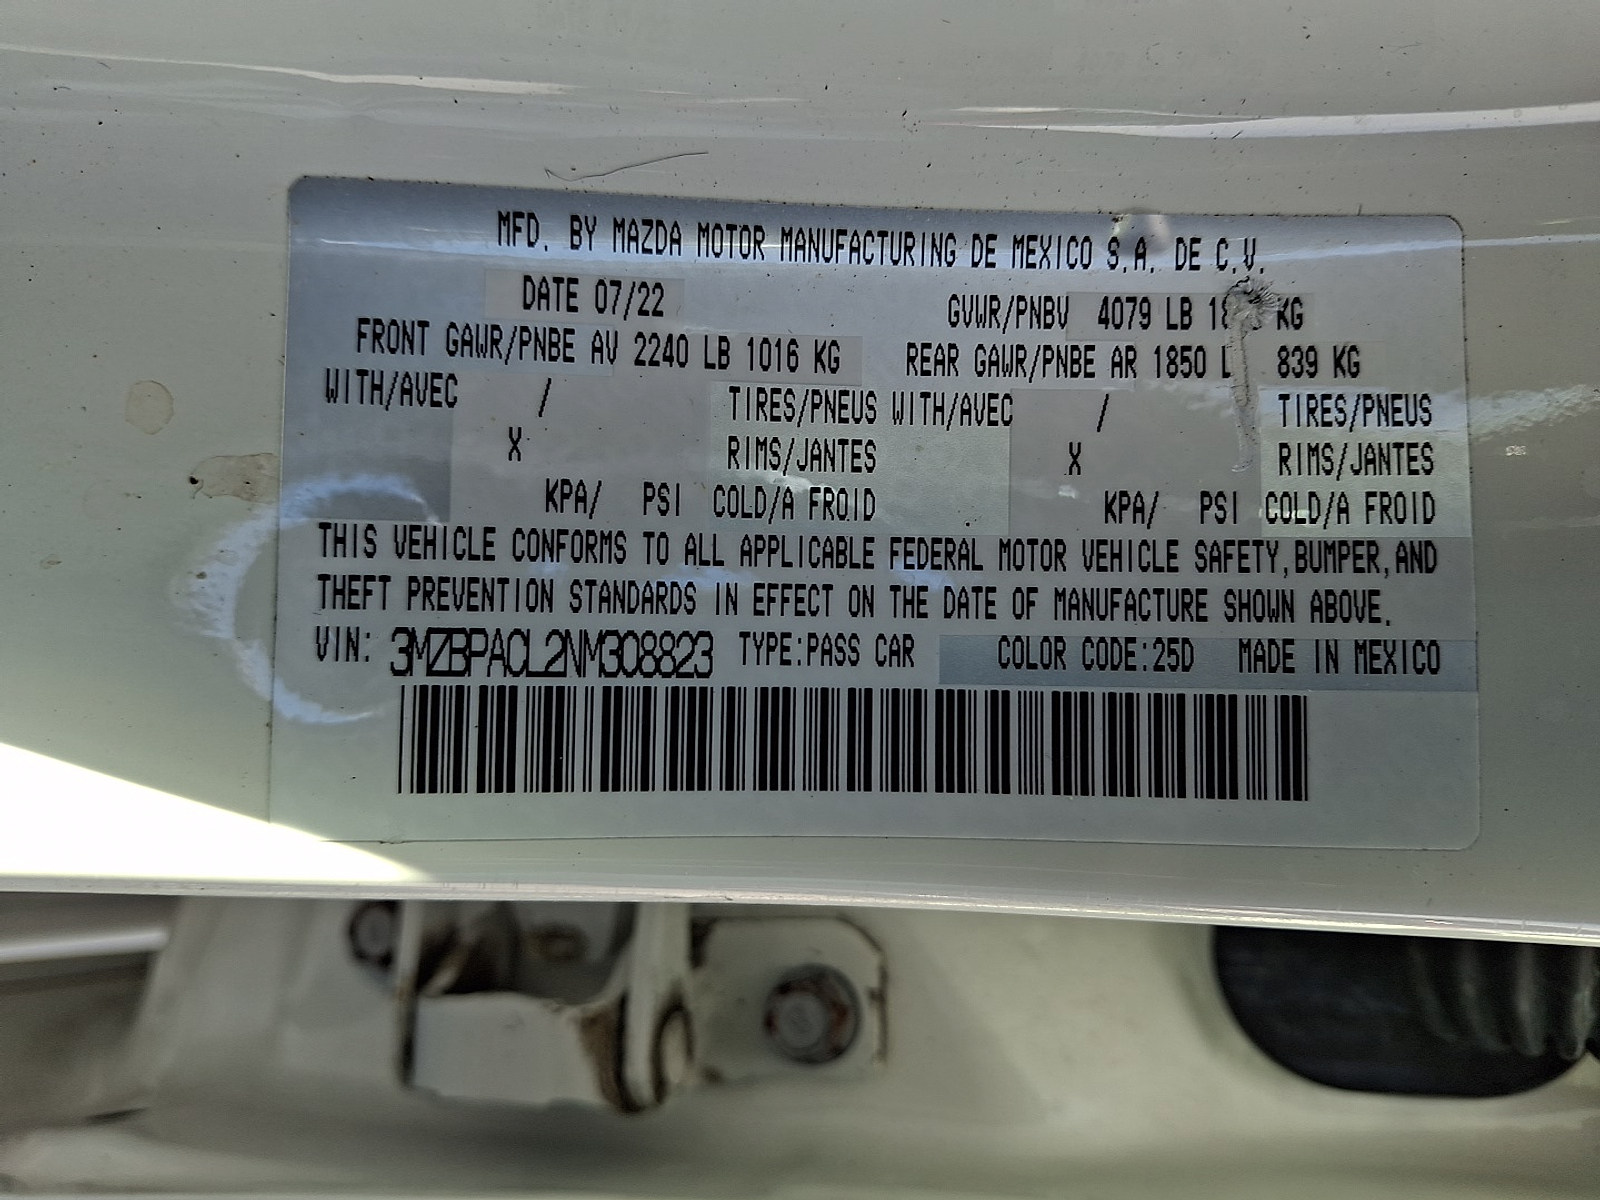 MFD. BY MAZDA MOTOR MANUFACTURING DE MEXICO S.A. DE C.V.
DATE 07/22 GVWR/PNBV 4079 LB KG
FRONT GAWR/PNBE AV 2240 LB 1016 KG REAR GAWR/PNBE AR 1850 839 KG
WITH/AVEC / TIRES/PNEUS WITH/AVEC / TIRES/PNEUS
X RIMS/JANTES X RIMS/JANTES
KPA/ PSI COLD/A FROID KPA/ PSI COLD/A FROID
THIS VEHICLE CONFORMS TO ALL APPLICABLE FEDERAL MOTOR VEHICLE SAFETY,BUMPER,AND
THEFT PREVENTION STANDARDS IN EFFECT ON THE DATE OF MANUFACTURE SHOWN ABOVE.
VIN: 3MZBPACL2NM308823 TYPE:PASS CAR COLOR CODE:25D MADE IN MEXICO